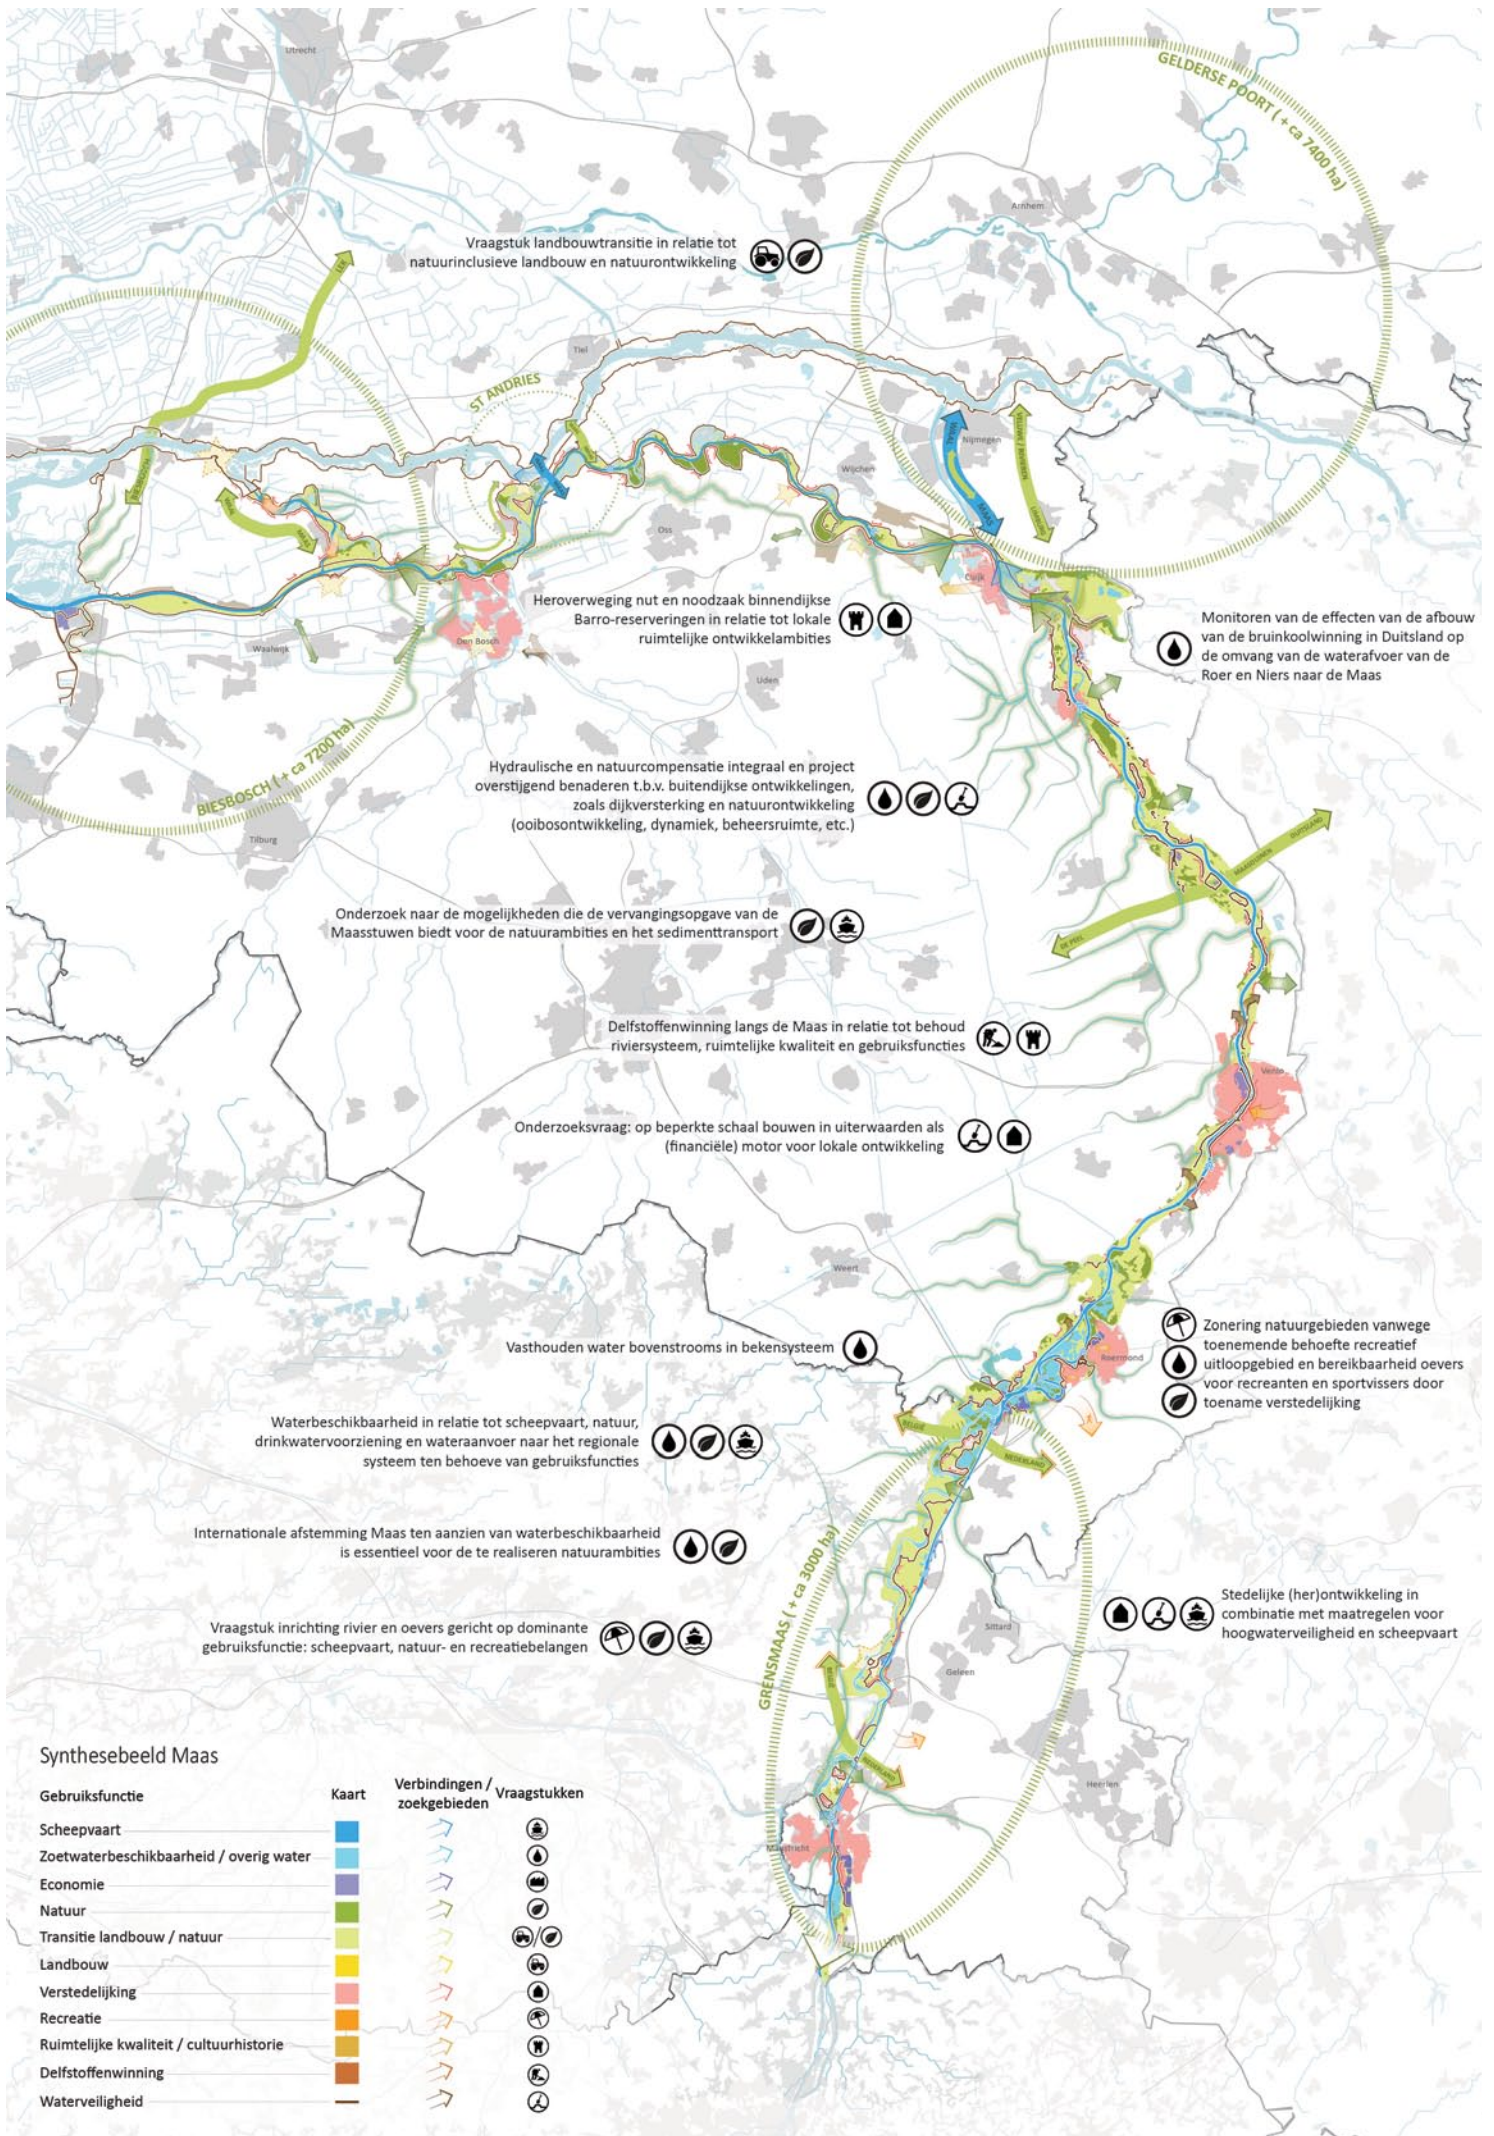 Utrecht
GELDERSE POORT ( + ca 7400 ha)
Arnhem
Vraagstuk landbouwtransitie in relatie tot
natuurinclusieve landbouw en natuurontwikkeling
LEK
Tiel
ST ANDRIES
BIESBOSCH
WAAL
MAAS
WAAL
MAAS
Nijmegen
Wijchen
Oss
Cuijk
Den Bosch
Waalwijk
Uden
Heroverweging nut en noodzaak binnendijkse
Barro-reserveringen in relatie tot lokale
ruimtelijke ontwikkelambities
Monitoren van de effecten van de afbouw
van de bruinkoolwinning in Duitsland op
de omvang van de waterafvoer van de
Roer en Niers naar de Maas
BIESBOSCH ( + ca 7200 ha)
Tilburg
Hydraulische en natuurcompensatie integraal en project
overstijgend benaderen t.b.v. buitendijkse ontwikkelingen,
zoals dijkversterking en natuurontwikkeling
(ooibosontwikkeling, dynamiek, beheersruimte, etc.)
DUITSLAND
MAASDUINEN
DE PEEL
Onderzoek naar de mogelijkheden die de vervangingsopgave van de
Maasstuwen biedt voor de natuurambities en het sedimenttransport
Delfstoffenwinning langs de Maas in relatie tot behoud
riviersysteem, ruimtelijke kwaliteit en gebruiksfuncties
Venlo
Onderzoeksvraag: op beperkte schaal bouwen in uiterwaarden als
(financiële) motor voor lokale ontwikkeling
Weert
Vasthouden water bovenstrooms in bekensysteem
Roermond
Zonering natuurgebieden vanwege
toenemende behoefte recreatief
uitloopgebied en bereikbaarheid oevers
voor recreanten en sportvissers door
toename verstedelijking
BELGIË
NEDERLAND
Waterbeschikbaarheid in relatie tot scheepvaart, natuur,
drinkwatervoorziening en wateraanvoer naar het regionale
systeem ten behoeve van gebruiksfuncties
Internationale afstemming Maas ten aanzien van waterbeschikbaarheid
is essentieel voor de te realiseren natuurambities
GRENSMAAS ( + ca 3000 ha)
Sittard
Geleen
Stedelijke (her)ontwikkeling in
combinatie met maatregelen voor
hoogwaterveiligheid en scheepvaart
Vraagstuk inrichting rivier en oevers gericht op dominante
gebruiksfunctie: scheepvaart, natuur- en recreatiebelangen
BELGIË
NEDERLAND
Heerlen
Maastricht
Synthesebeeld Maas
Gebruiksfunctie Kaart Verbindingen / zoekgebieden Vraagstukken
Scheepvaart
Zoetwaterbeschikbaarheid / overig water
Economie
Natuur
Transitie landbouw / natuur
Landbouw
Verstedelijking
Recreatie
Ruimtelijke kwaliteit / cultuurhistorie
Delfstoffenwinning
Waterveiligheid